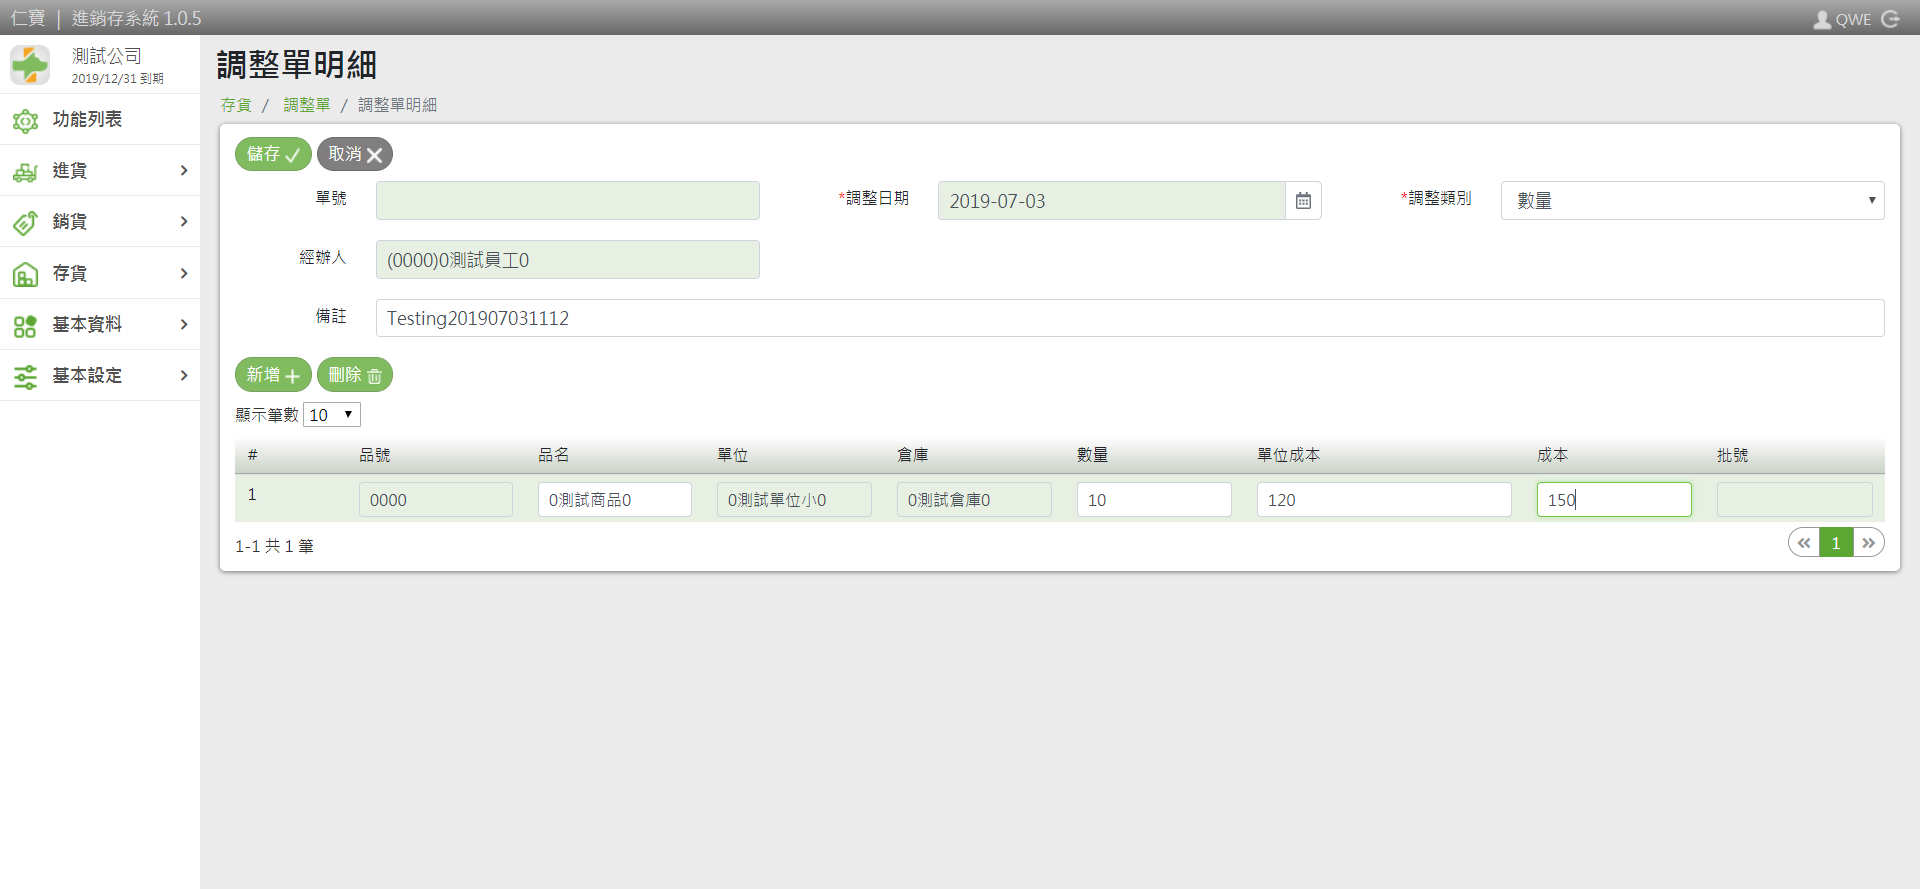 仁寶 | 進銷存系統 1.0.5
QWE
測試公司
2019/12/31 到期
功能列表
進貨
銷貨
存貨
基本資料
基本設定
調整單明細
存貨 / 調整單 / 調整單明細
儲存 取消
單號
*調整日期 2019-07-03
*調整類別 數量
經辦人 (0000)0測試員工0
備註 Testing201907031112
新增 刪除
顯示筆數 10
# 品號 品名 單位 倉庫 數量 單位成本 成本 批號
1 0000 0測試商品0 0測試單位小0 0測試倉庫0 10 120 150
1-1 共 1 筆
« 1 »